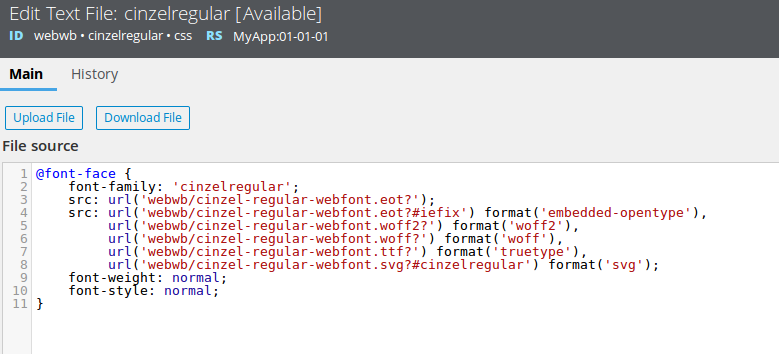 Edit Text File: cinzelregular [Available]
ID webwb • cinzelregular • css RS MyApp:01-01-01
Main History
Upload File Download File
File source
1 @font-face {
2 font-family: 'cinzelregular';
3 src: url('webwb/cinzel-regular-webfont.eot?');
4 src: url('webwb/cinzel-regular-webfont.eot?#iefix') format('embedded-opentype'),
5 url('webwb/cinzel-regular-webfont.woff2?') format('woff2'),
6 url('webwb/cinzel-regular-webfont.woff?') format('woff'),
7 url('webwb/cinzel-regular-webfont.ttf?') format('truetype'),
8 url('webwb/cinzel-regular-webfont.svg?#cinzelregular') format('svg');
9 font-weight: normal;
10 font-style: normal;
11 }